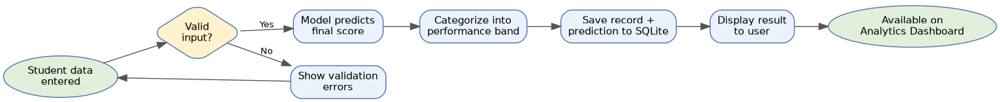 Student data
entered
Valid
input?
Yes
No
Model predicts
final score
Show validation
errors
Categorize into
performance band
Save record +
prediction to SQLite
Display result
to user
Available on
Analytics Dashboard